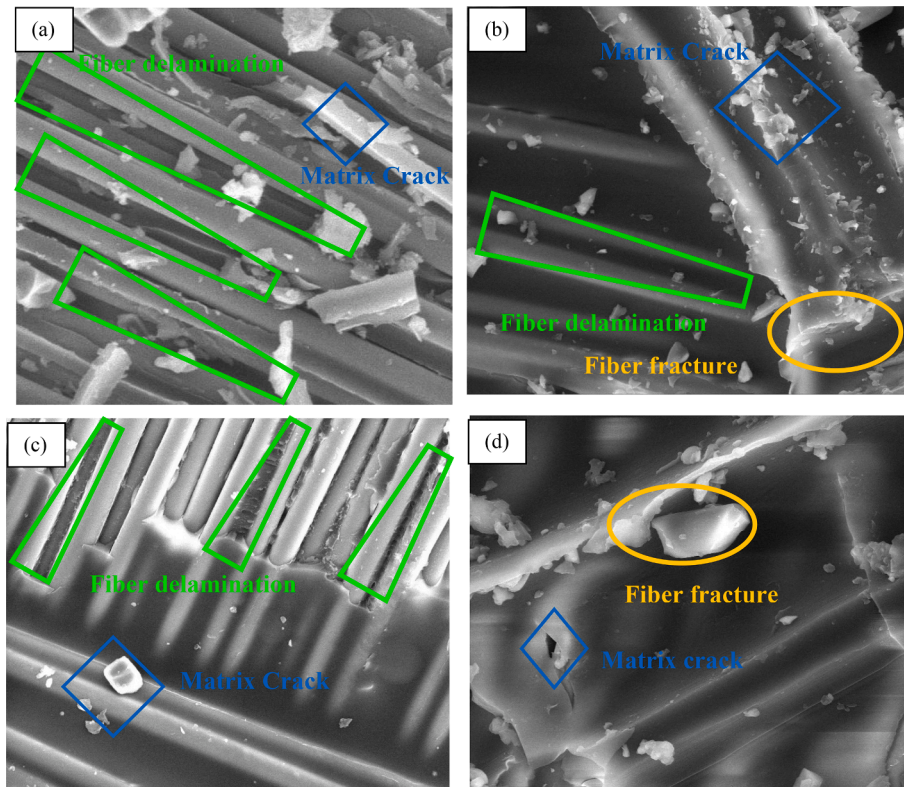 (a)
Fiber delamination
Matrix Crack
(b)
Matrix Crack
Fiber delamination
Fiber fracture
(c)
Fiber delamination
Matrix Crack
(d)
Fiber fracture
Matrix crack